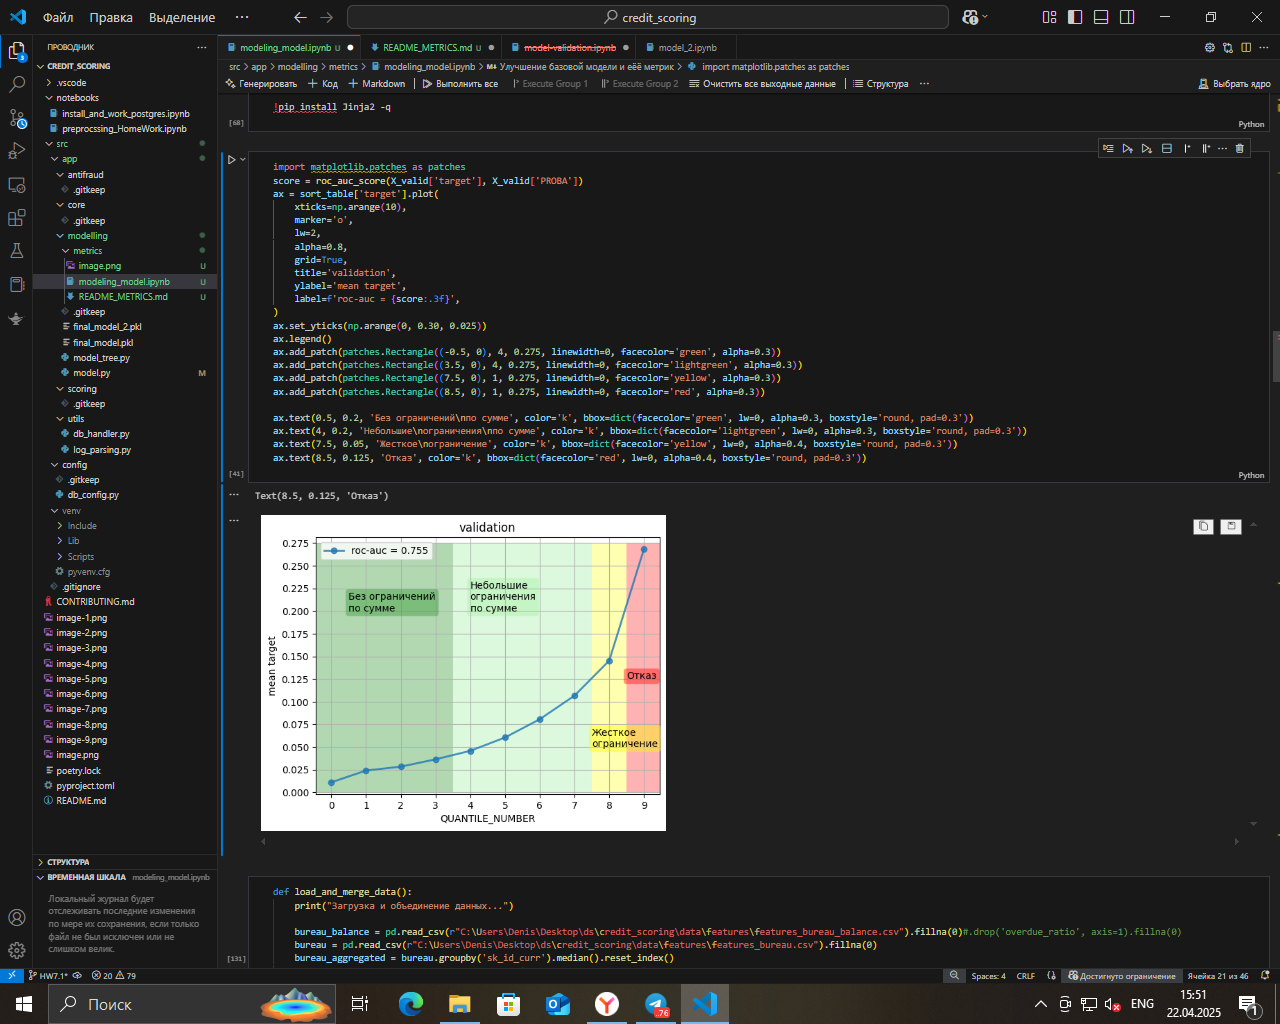 Файл Правка Выделение ···
credit_scoring
ПРОВОДНИК ···
CREDIT_SCORING
.vscode
notebooks
install_and_work_postgres.ipynb
preprocssing_HomeWork.ipynb
src
app
antifraud
.gitkeep
core
.gitkeep
modelling
metrics
image.png U
modeling_model.ipynb U
README_METRICS.md U
.gitkeep
final_model_2.pkl
final_model.pkl
model_tree.py
model.py M
scoring
.gitkeep
utils
db_handler.py
log_parsing.py
config
.gitkeep
db_config.py
venv
Include
Lib
Scripts
pyvenv.cfg
.gitignore
CONTRIBUTING.md
image-1.png
image-2.png
image-3.png
image-4.png
image-5.png
image-6.png
image-7.png
image-8.png
image-9.png
image.png
poetry.lock
pyproject.toml
README.md
СТРУКТУРА
ВРЕМЕННАЯ ШКАЛА modeling_model.ipynb
Локальный журнал будет
отслеживать последние изменения
по мере их сохранения, если только
файл не был исключен или не
слишком велик.
modeling_model.ipynb U README_METRICS.md U model-validation.ipynb model_2.ipynb
src > app > modelling > metrics > modeling_model.ipynb > Улучшение базовой модели и еёё метрик > import matplotlib.patches as patches
Генерировать + Код + Markdown Выполнить все Execute Group 1 Execute Group 2 Очистить все выходные данные Структура ··· Выбрать ядро
!pip install Jinja2 -q
[68] Python
import matplotlib.patches as patches
score = roc_auc_score(X_valid['target'], X_valid['PROBA'])
ax = sort_table['target'].plot(
xticks=np.arange(10),
marker='o',
lw=2,
alpha=0.8,
grid=True,
title='validation',
ylabel='mean target',
label=f'roc-auc = {score:.3f}',
)
ax.set_yticks(np.arange(0, 0.30, 0.025))
ax.legend()
ax.add_patch(patches.Rectangle((-0.5, 0), 4, 0.275, linewidth=0, facecolor='green', alpha=0.3))
ax.add_patch(patches.Rectangle((3.5, 0), 4, 0.275, linewidth=0, facecolor='lightgreen', alpha=0.3))
ax.add_patch(patches.Rectangle((7.5, 0), 1, 0.275, linewidth=0, facecolor='yellow', alpha=0.3))
ax.add_patch(patches.Rectangle((8.5, 0), 1, 0.275, linewidth=0, facecolor='red', alpha=0.3))
ax.text(0.5, 0.2, 'Без ограничений\nпо сумме', color='k', bbox=dict(facecolor='green', lw=0, alpha=0.3, boxstyle='round, pad=0.3'))
ax.text(4, 0.2, 'Небольшие\nограничения\nпо сумме', color='k', bbox=dict(facecolor='lightgreen', lw=0, alpha=0.3, boxstyle='round, pad=0.3'))
ax.text(7.5, 0.05, 'Жесткое\nограничение', color='k', bbox=dict(facecolor='yellow', lw=0, alpha=0.4, boxstyle='round, pad=0.3'))
ax.text(8.5, 0.125, 'Отказ', color='k', bbox=dict(facecolor='red', lw=0, alpha=0.4, boxstyle='round, pad=0.3'))
[41] Python
Text(8.5, 0.125, 'Отказ')
validation
roc-auc = 0.755
0.275
0.250
0.225
0.200
0.175
0.150
0.125
0.100
0.075
0.050
0.025
0.000
mean target
Без ограничений
по сумме
Небольшие
ограничения
по сумме
Отказ
Жесткое
ограничение
0 1 2 3 4 5 6 7 8 9
QUANTILE_NUMBER
def load_and_merge_data():
print("Загрузка и объединение данных...")
bureau_balance = pd.read_csv(r"C:\Users\Denis\Desktop\ds\credit_scoring\data\features\features_bureau_balance.csv").fillna(0)#.drop('overdue_ratio', axis=1).fillna(0)
bureau = pd.read_csv(r"C:\Users\Denis\Desktop\ds\credit_scoring\data\features\features_bureau.csv").fillna(0)
bureau_aggregated = bureau.groupby('sk_id_curr').median().reset_index()
[131]
HW7.1* 20 79 Spaces: 4 CRLF Достигнуто ограничение Ячейка 21 из 46
Поиск
.76
ENG
15:51
22.04.2025
1